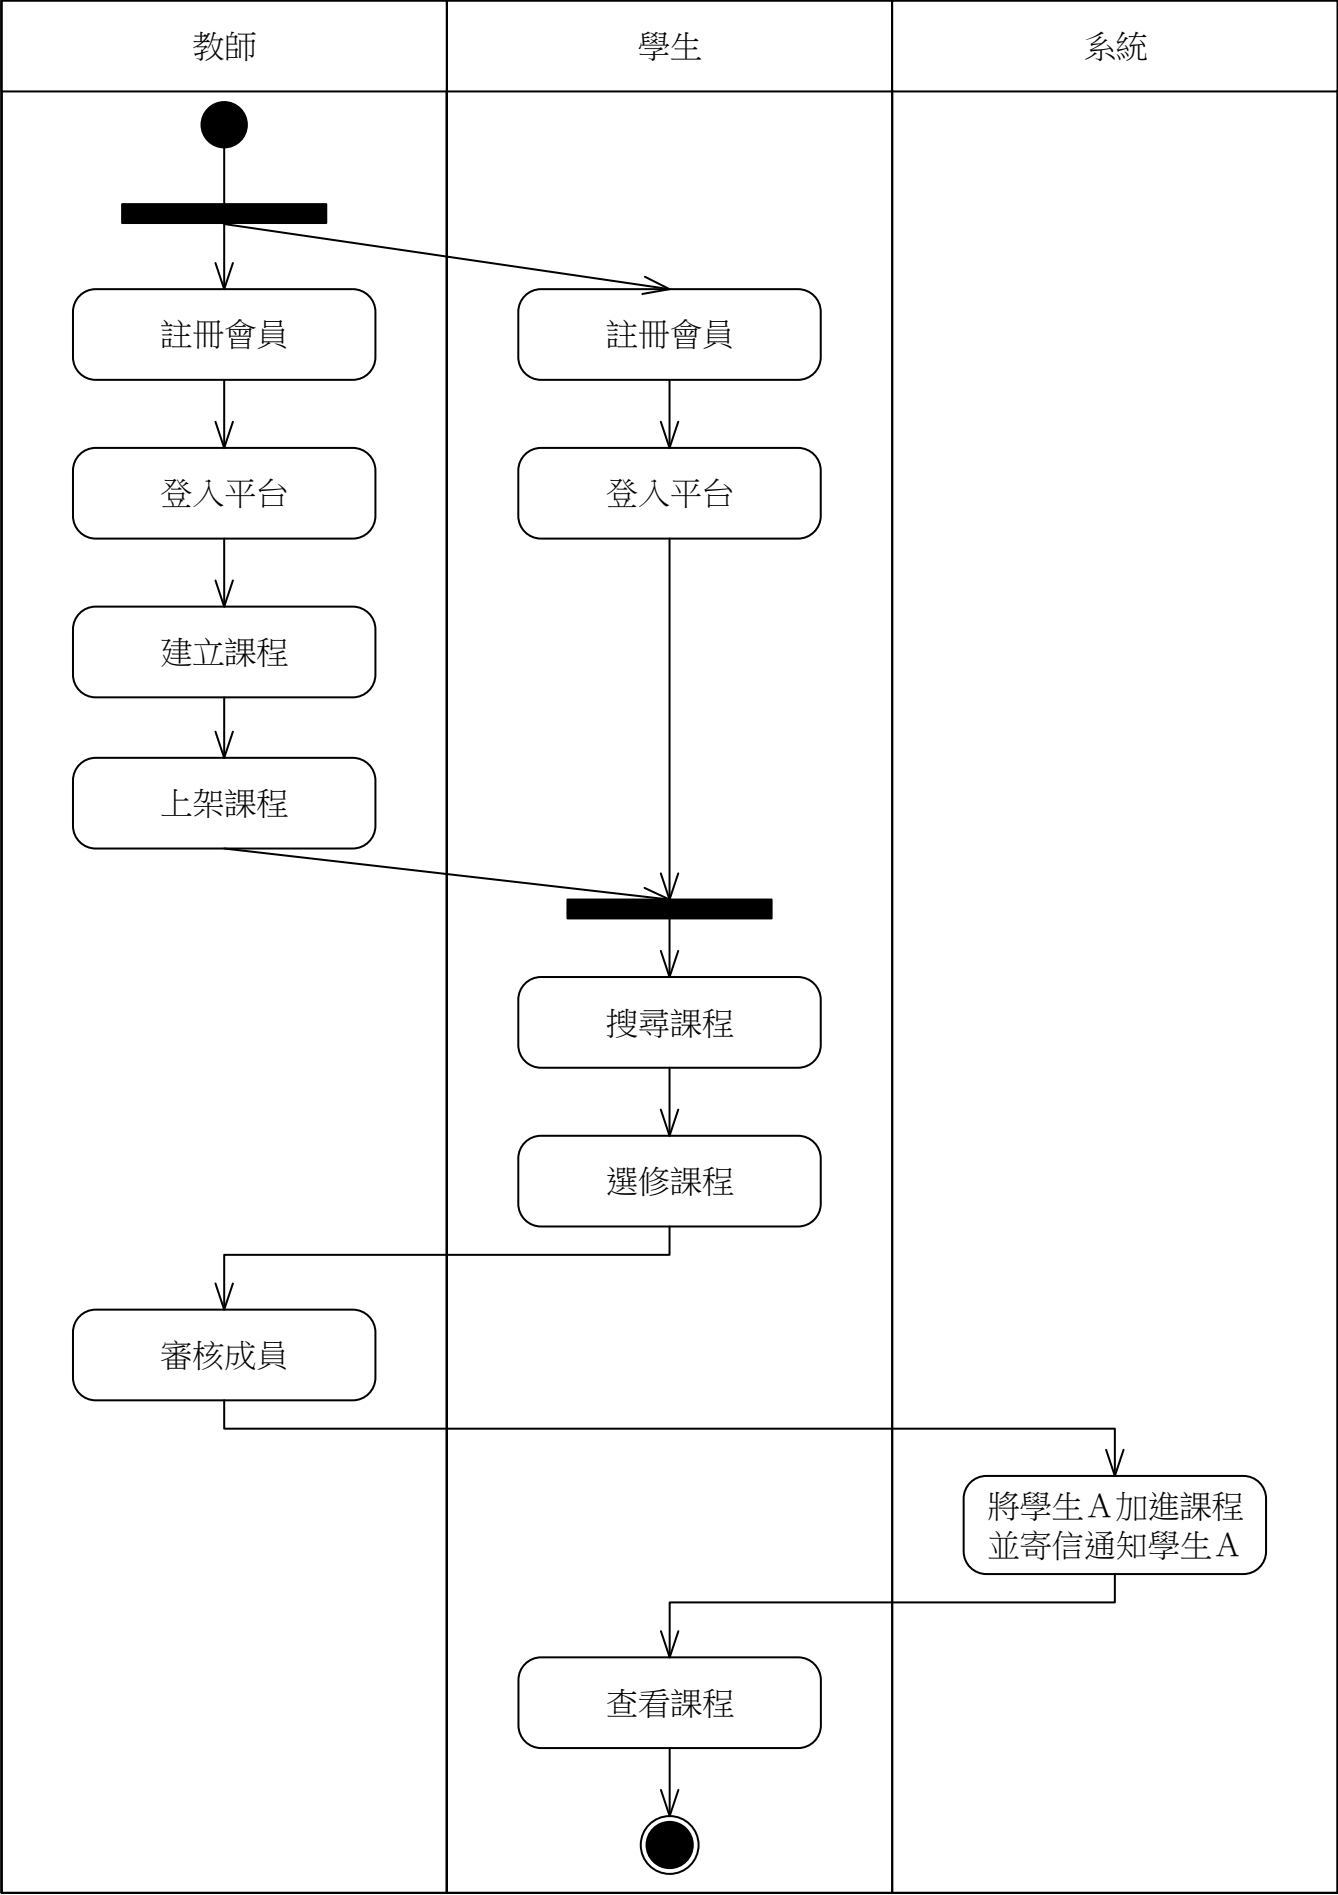 教師
學生
系統
註冊會員
註冊會員
登入平台
登入平台
建立課程
上架課程
搜尋課程
選修課程
審核成員
將學生Ａ加進課程
並寄信通知學生Ａ
查看課程